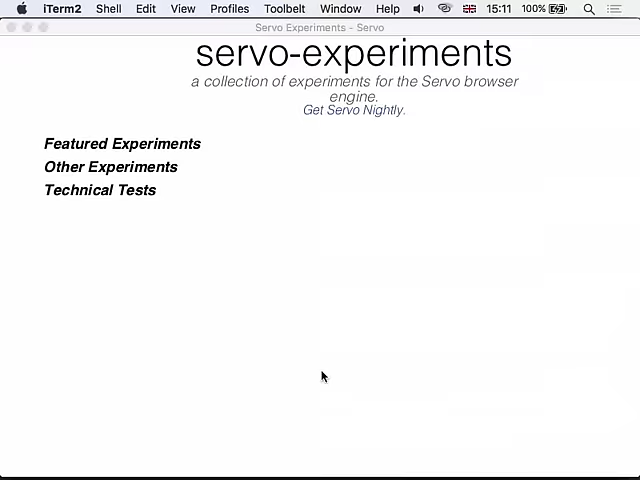 iTerm2 Shell Edit View Profiles Toolbelt Window Help 15:11 100%
Servo Experiments - Servo
servo-experiments
a collection of experiments for the Servo browser
engine.
Get Servo Nightly.
Featured Experiments
Other Experiments
Technical Tests